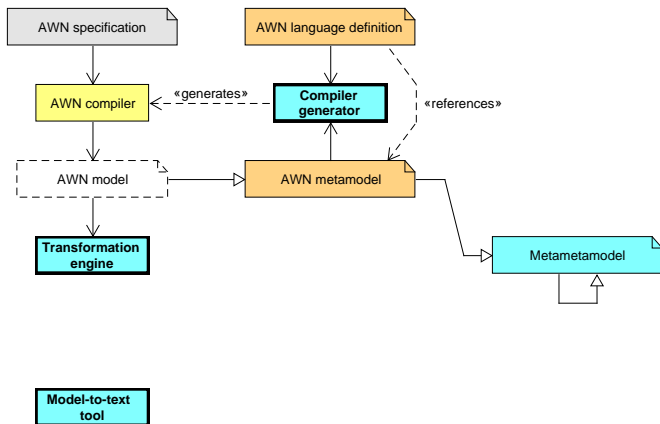 AWN specification
AWN language definition
AWN compiler
«generates»
Compiler
generator
«references»
AWN model
AWN metamodel
Transformation
engine
Metametamodel
Model-to-text
tool